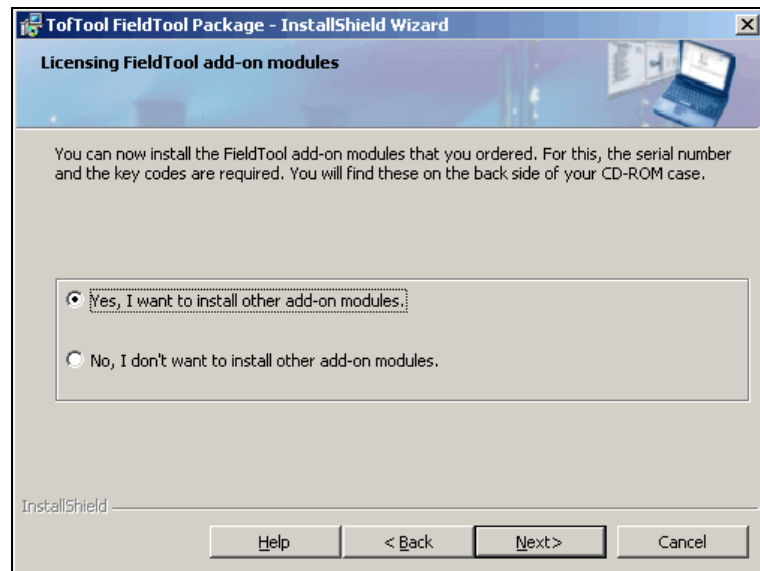 TofTool FieldTool Package - InstallShield Wizard
Licensing FieldTool add-on modules
You can now install the FieldTool add-on modules that you ordered. For this, the serial number
and the key codes are required. You will find these on the back side of your CD-ROM case.
Yes, I want to install other add-on modules.
No, I don't want to install other add-on modules.
InstallShield
Help
< Back
Next>
Cancel